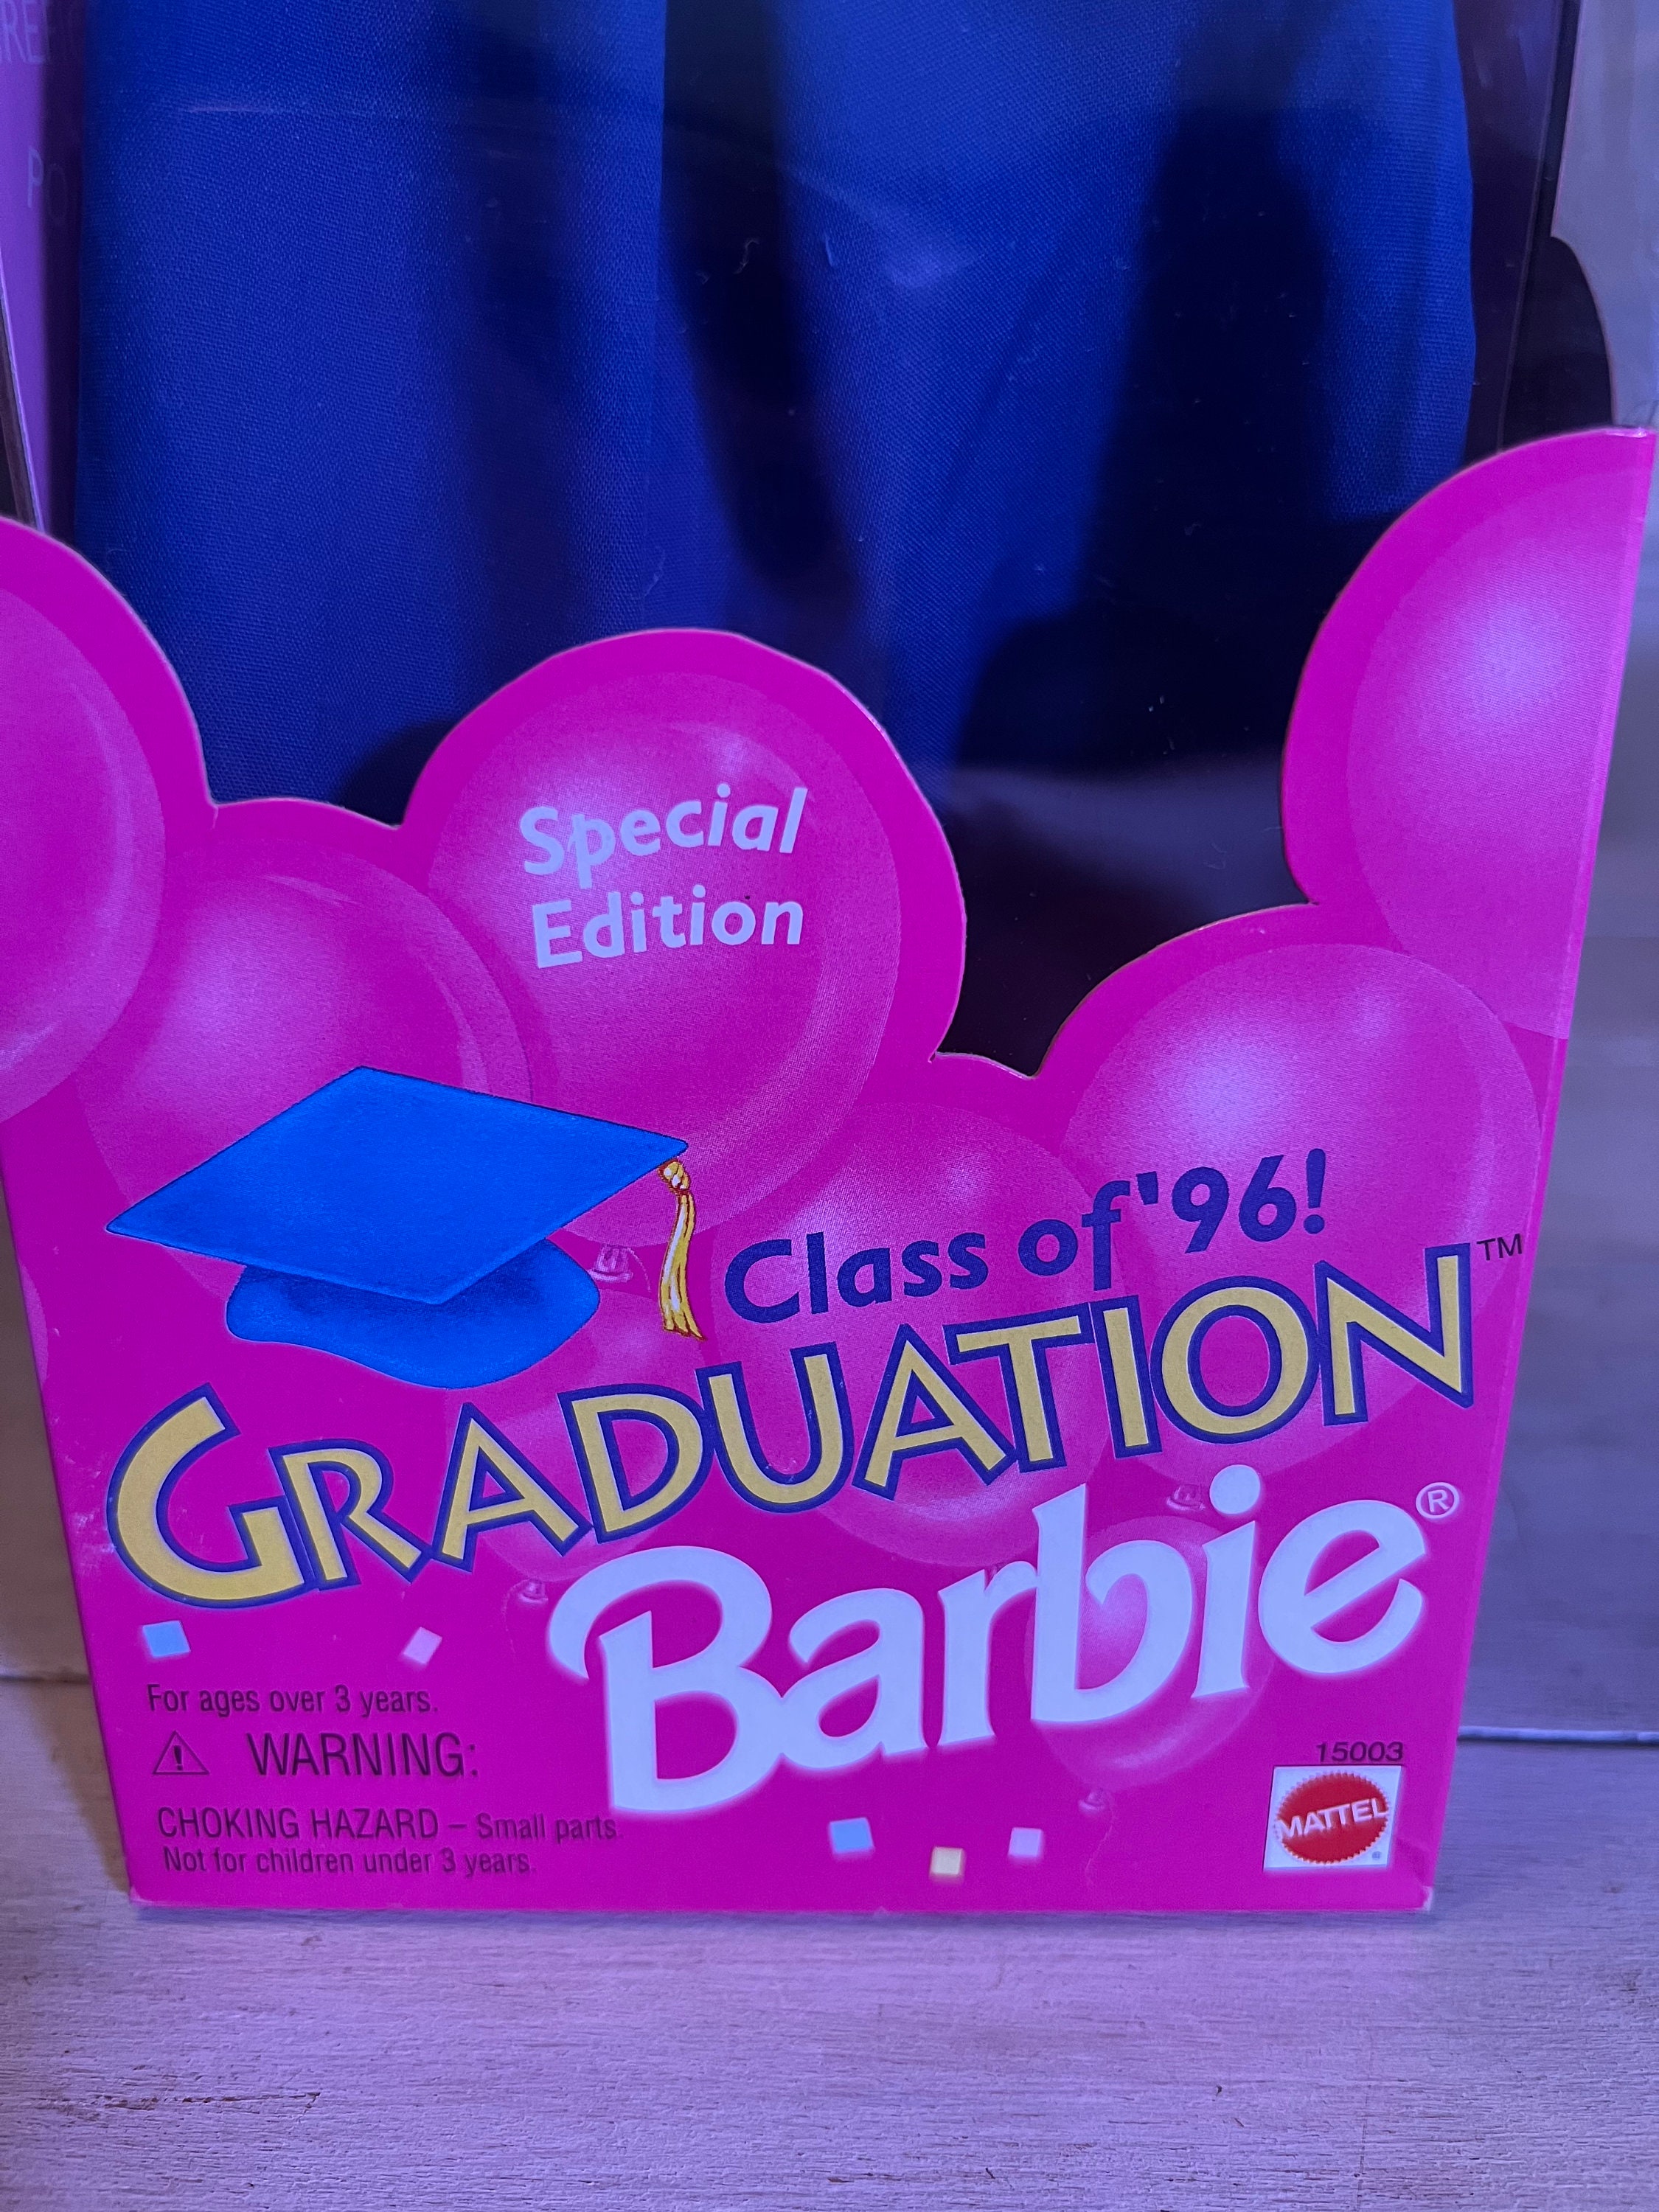 Special
Edition
Class of '96!
GRADUATION™
Barbie®
For ages over 3 years.
⚠ WARNING:
CHOKING HAZARD – Small parts
Not for children under 3 years.
15003
MATTEL
®